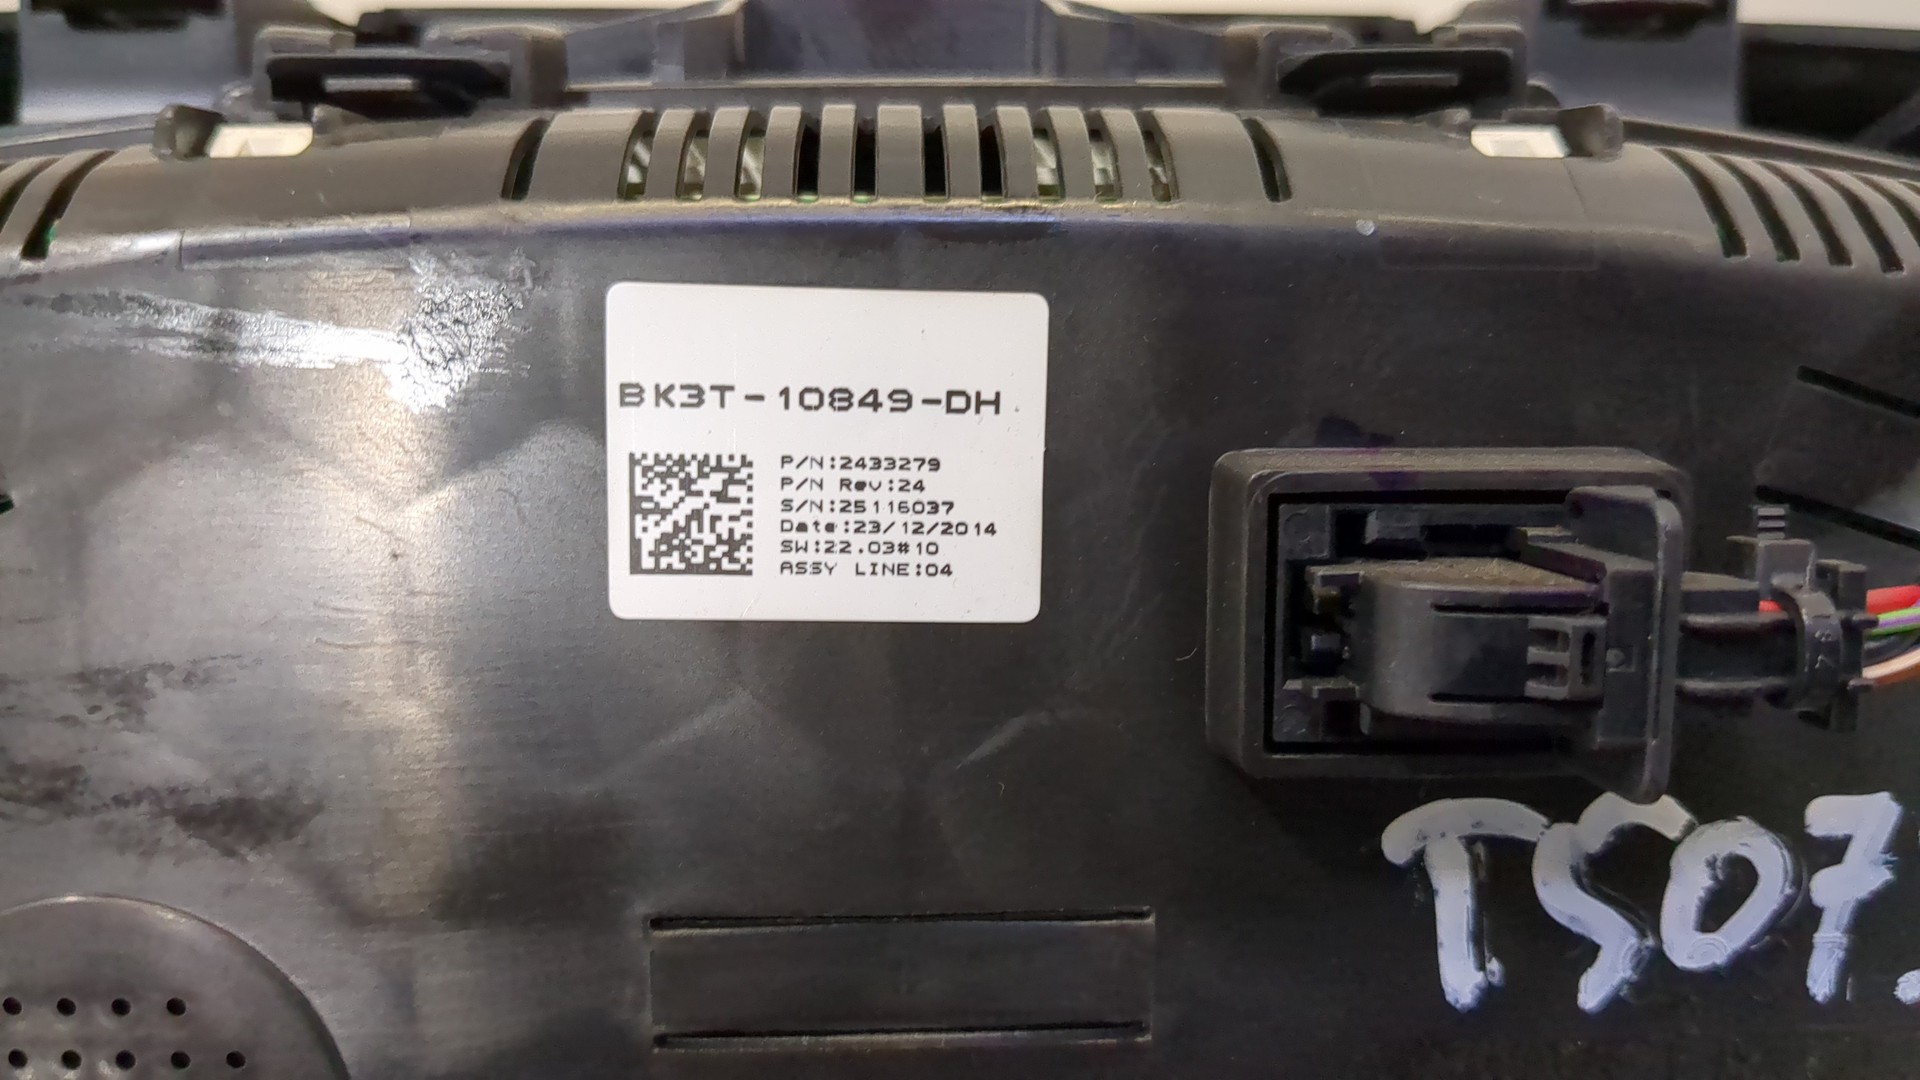 BK3T-10849-DH
P/N:2433279
P/N Rev:24
S/N:25116037
Date:23/12/2014
SW:22.03#10
ASSY LINE:04
TS07